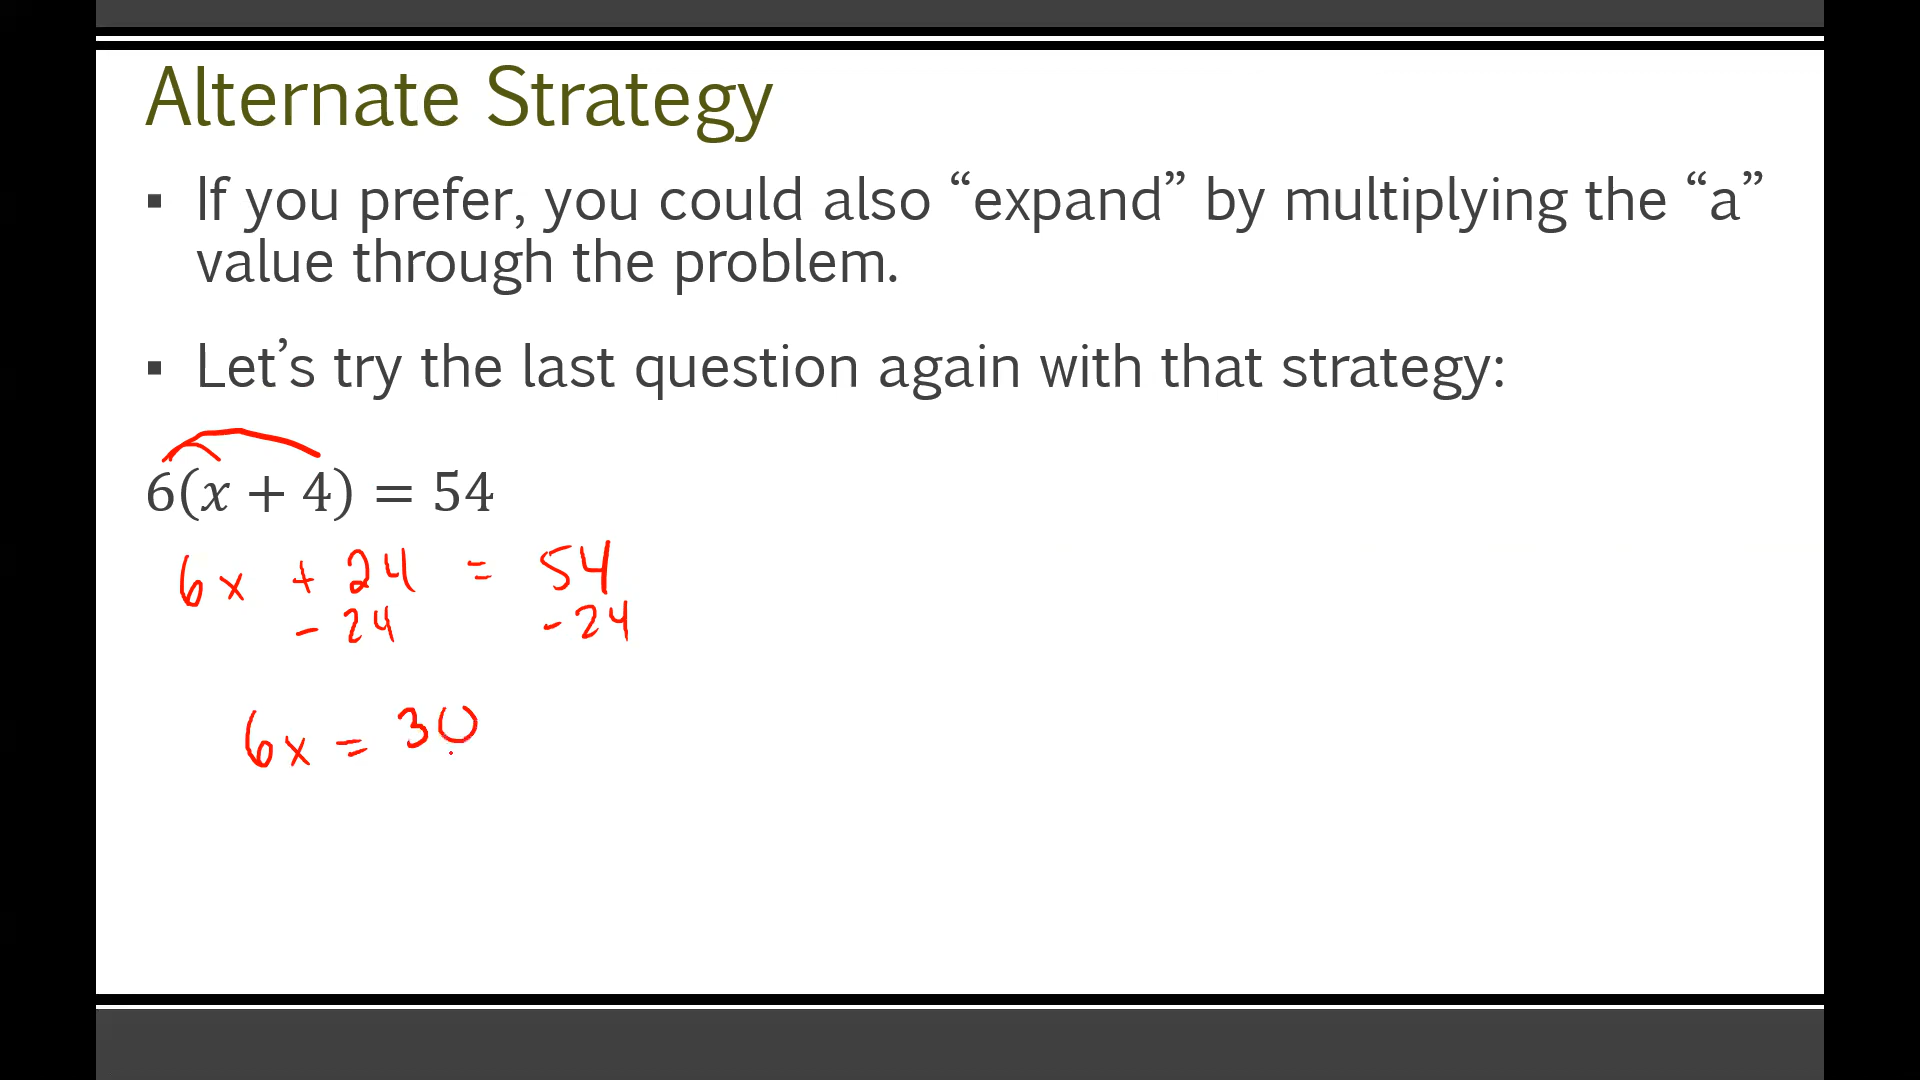 Alternate Strategy
▪ If you prefer, you could also “expand” by multiplying the “a”
value through the problem.
▪ Let’s try the last question again with that strategy:
6(x + 4) = 54
6x + 24 = 54
- 24 - 24
6x = 30